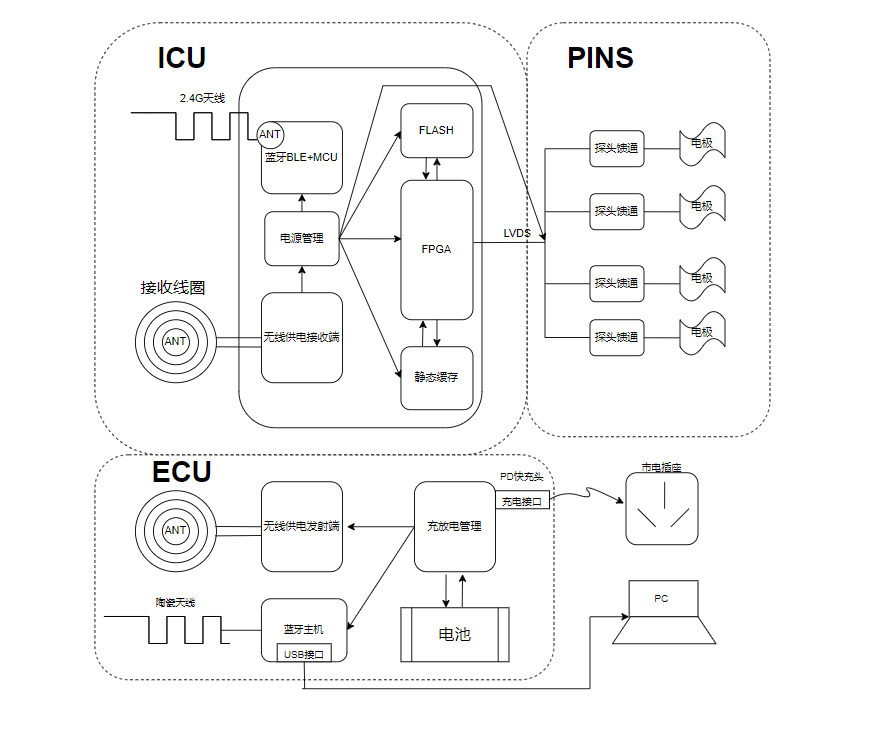 ICU
PINS
2.4G天线
ANT
蓝牙BLE+MCU
FLASH
电源管理
FPGA
LVDS
探头馈通
电极
探头馈通
电极
探头馈通
电极
探头馈通
电极
接收线圈
ANT
无线供电接收端
静态缓存
ECU
ANT
无线供电发射端
充放电管理
PD快充头
充电接口
市电插座
陶瓷天线
蓝牙主机
USB接口
电池
PC